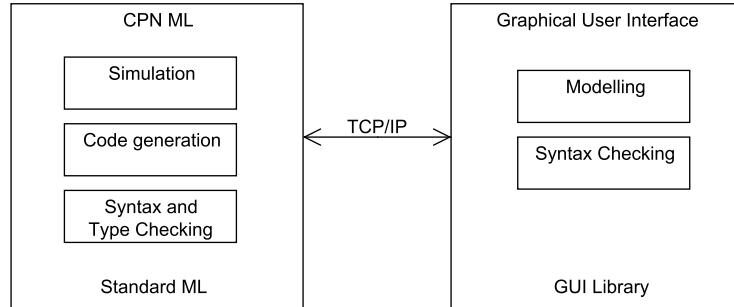 CPN ML
Simulation
Code generation
Syntax and
Type Checking
Standard ML
TCP/IP
Graphical User Interface
Modelling
Syntax Checking
GUI Library